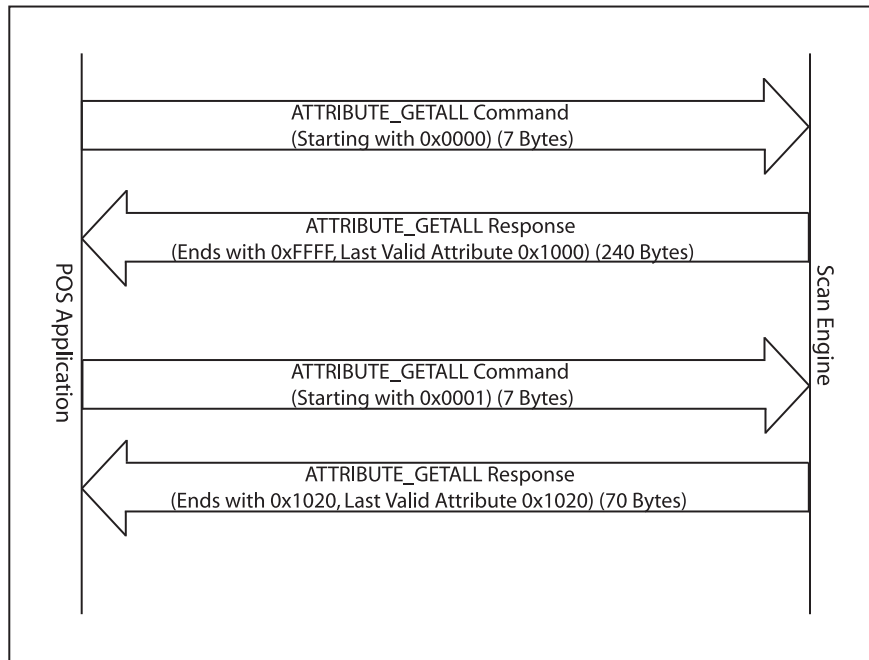 ATTRIBUTE_GETALL Command
(Starting with 0x0000) (7 Bytes)
ATTRIBUTE_GETALL Response
(Ends with 0xFFFF, Last Valid Attribute 0x1000) (240 Bytes)
POS Application
Scan Engine
ATTRIBUTE_GETALL Command
(Starting with 0x0001) (7 Bytes)
ATTRIBUTE_GETALL Response
(Ends with 0x1020, Last Valid Attribute 0x1020) (70 Bytes)